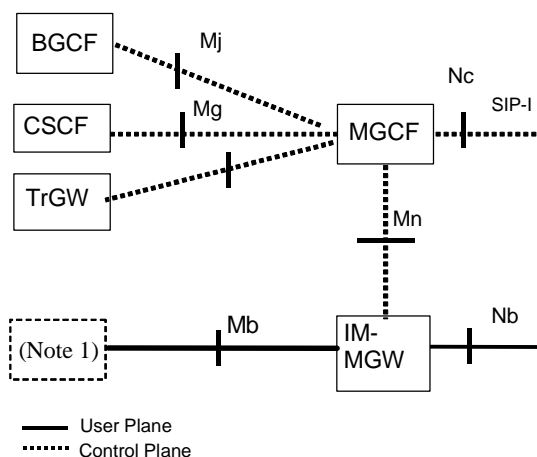 BGCF
Mj
Nc
SIP-I
CSCF
Mg
MGCF
TrGW
Mn
(Note 1)
Mb
IM-
MGW
Nb
User Plane
Control Plane